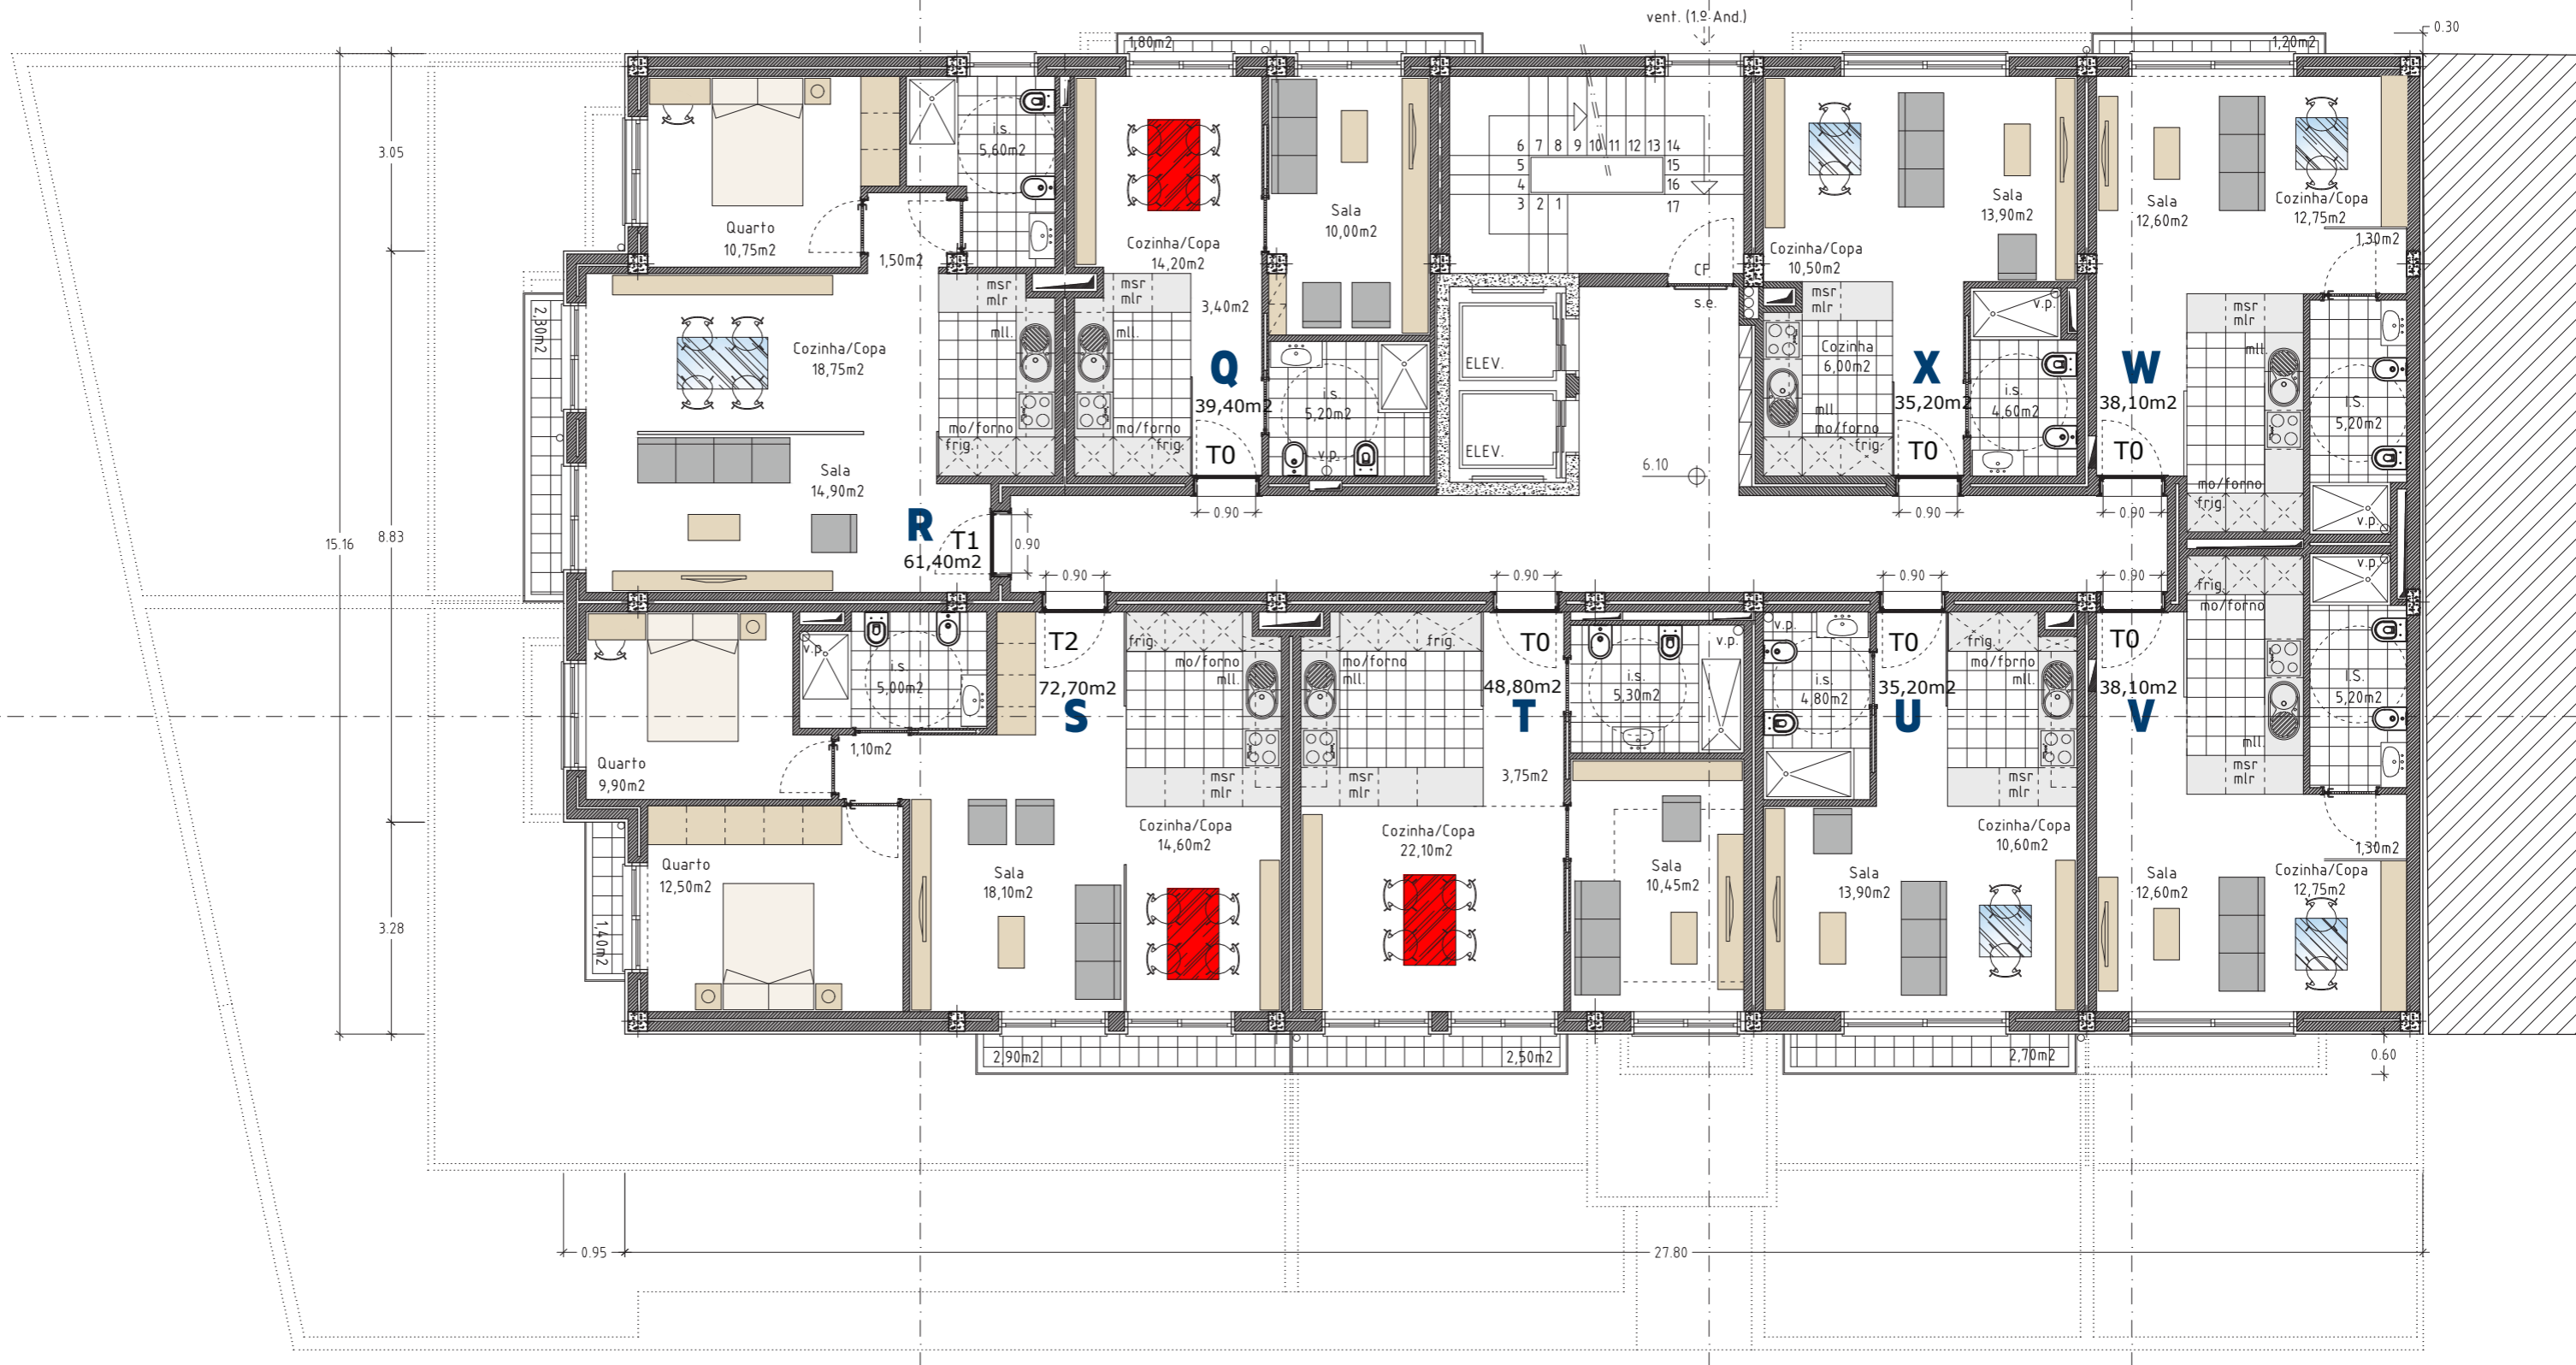 vent. (1.º And.)
0.30
1,80m2
1,20m2
3.05
i.s.
5,60m2
6 7 8 9 10 11 12 13 14
5
15
4
16
3 2 1
17
Quarto
10,75m2
1,50m2
Cozinha/Copa
14,20m2
Sala
10,00m2
Cozinha/Copa
10,50m2
Sala
13,90m2
Sala
12,60m2
Cozinha/Copa
12,75m2
1,30m2
CF
s.e.
2,30m2
msr
mlr
msr
mlr
3,40m2
msr
mlr
v.p.
msr
mlr
mll.
mll.
Cozinha/Copa
18,75m2
ELEV.
Cozinha
6,00m2
mll.
Q
39,40m2
T0
i.s.
5,20m2
v.p.
X
35,20m2
T0
i.s.
4,60m2
W
38,10m2
T0
I.S.
5,20m2
mo/forno
frig.
mo/forno
frig.
ELEV.
mll
mo/forno
frig.
Sala
14,90m2
6.10
mo/forno
frig.
v.p.
0.90
0.90
0.90
15.16
8.83
R
T1
61,40m2
0.90
0.90
0.90
0.90
0.90
v.p.
frig.
mo/forno
T2
72,70m2
S
frig.
mo/forno
mll.
frig.
mo/forno
mll.
T0
48,80m2
T
v.p.
i.s.
5,30m2
v.p.
i.s.
4,80m2
T0
35,20m2
U
frig.
mo/forno
mll.
T0
38,10m2
V
I.S.
5,20m2
v.p.
i.s.
5,00m2
1,10m2
Quarto
9,90m2
msr
mlr
msr
mlr
3,75m2
msr
mlr
mll.
msr
mlr
Quarto
12,50m2
Sala
18,10m2
Cozinha/Copa
14,60m2
Cozinha/Copa
22,10m2
Sala
10,45m2
Sala
13,90m2
Cozinha/Copa
10,60m2
Sala
12,60m2
Cozinha/Copa
12,75m2
1,30m2
3.28
1,40m2
2,90m2
2,50m2
2,70m2
0.60
0.95
27.80